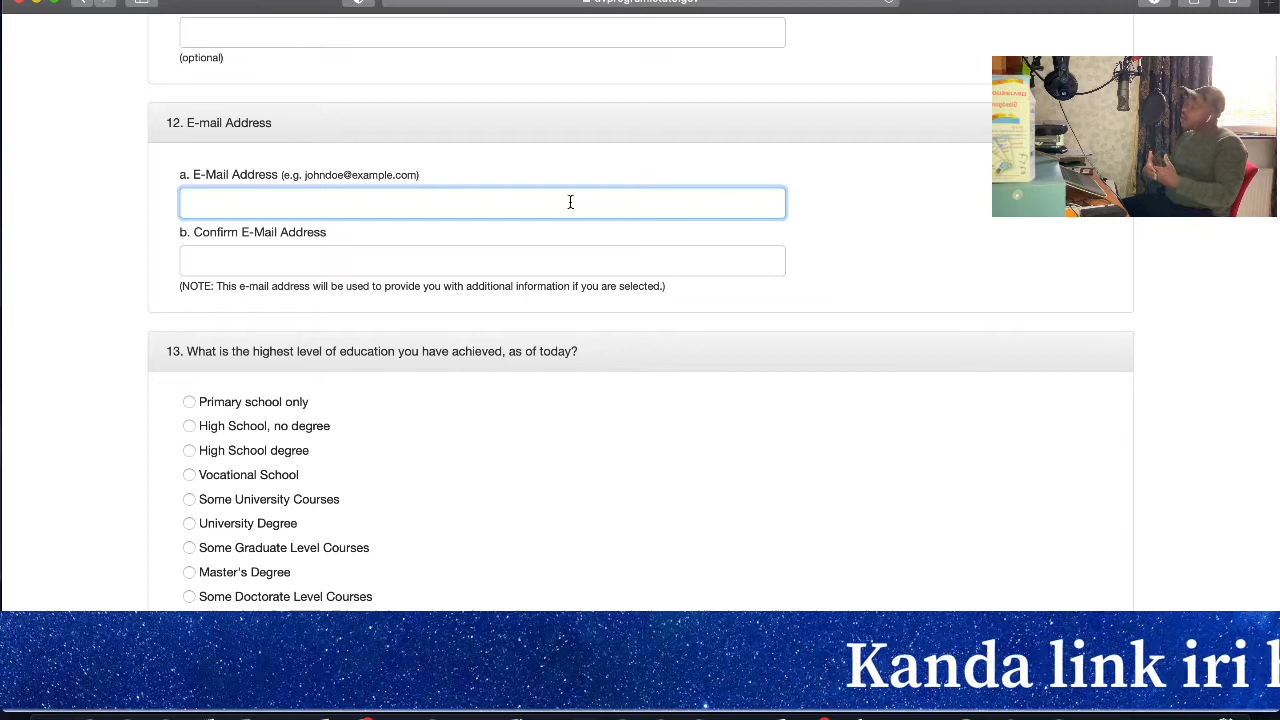 (optional)
12. E-mail Address
a. E-Mail Address (e.g. johndoe@example.com)
b. Confirm E-Mail Address
(NOTE: This e-mail address will be used to provide you with additional information if you are selected.)
13. What is the highest level of education you have achieved, as of today?
Primary school only
High School, no degree
High School degree
Vocational School
Some University Courses
University Degree
Some Graduate Level Courses
Master's Degree
Some Doctorate Level Courses
Kanda link iri